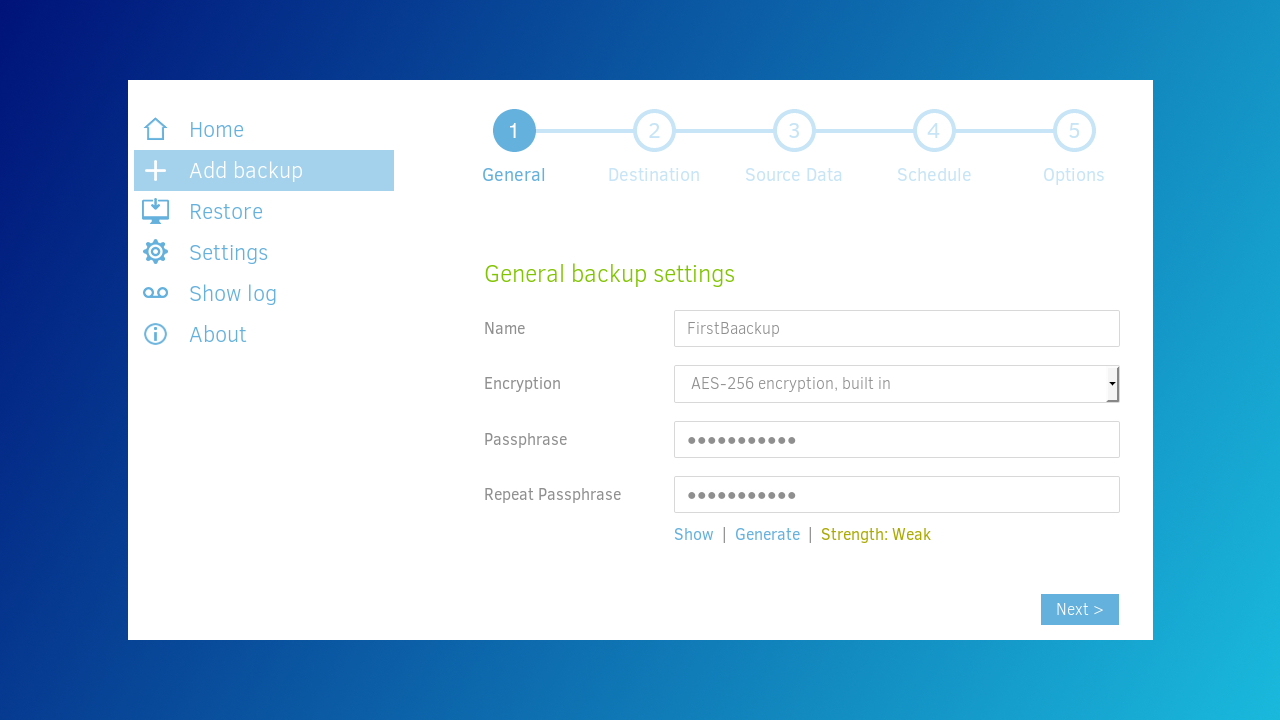 Home
Add backup
Restore
Settings
Show log
About
1 2 3 4 5
General Destination Source Data Schedule Options
General backup settings
Name FirstBaackup
Encryption AES-256 encryption, built in
Passphrase ●●●●●●●●●●●
Repeat Passphrase ●●●●●●●●●●●
Show | Generate | Strength: Weak
Next >